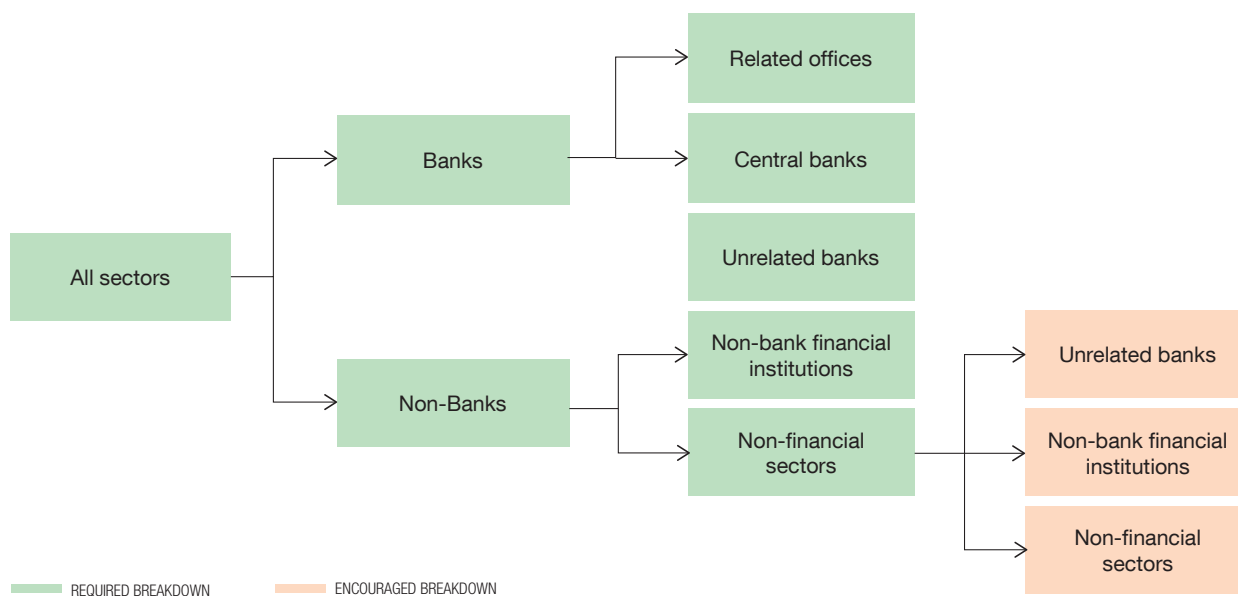 Related offices
Banks
Central banks
All sectors
Unrelated banks
Non-Banks
Non-bank financial
institutions
Non-financial
sectors
Unrelated banks
Non-bank financial
institutions
Non-financial
sectors
REQUIRED BREAKDOWN
ENCOURAGED BREAKDOWN